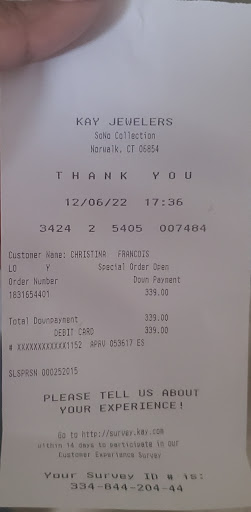 KAY JEWELERS
SoNo Collection
Norwalk, CT 06854
THANK YOU
12/06/22 17:36
3424 2 5405 007484
Customer Name: CHRISTINA FRANCOIS
LO Y Special Order Open
Order Number Down Payment
1831654401 339.00
Total Downpayment 339.00
DEBIT CARD 339.00
# XXXXXXXXXXXX1152 APRV 053617 ES
SLSPRSN 000252015
PLEASE TELL US ABOUT
YOUR EXPERIENCE!
Go to http://survey.kay.com
within 14 days to participate in our
Customer Experience Survey
Your Survey ID # is:
334-844-204-44